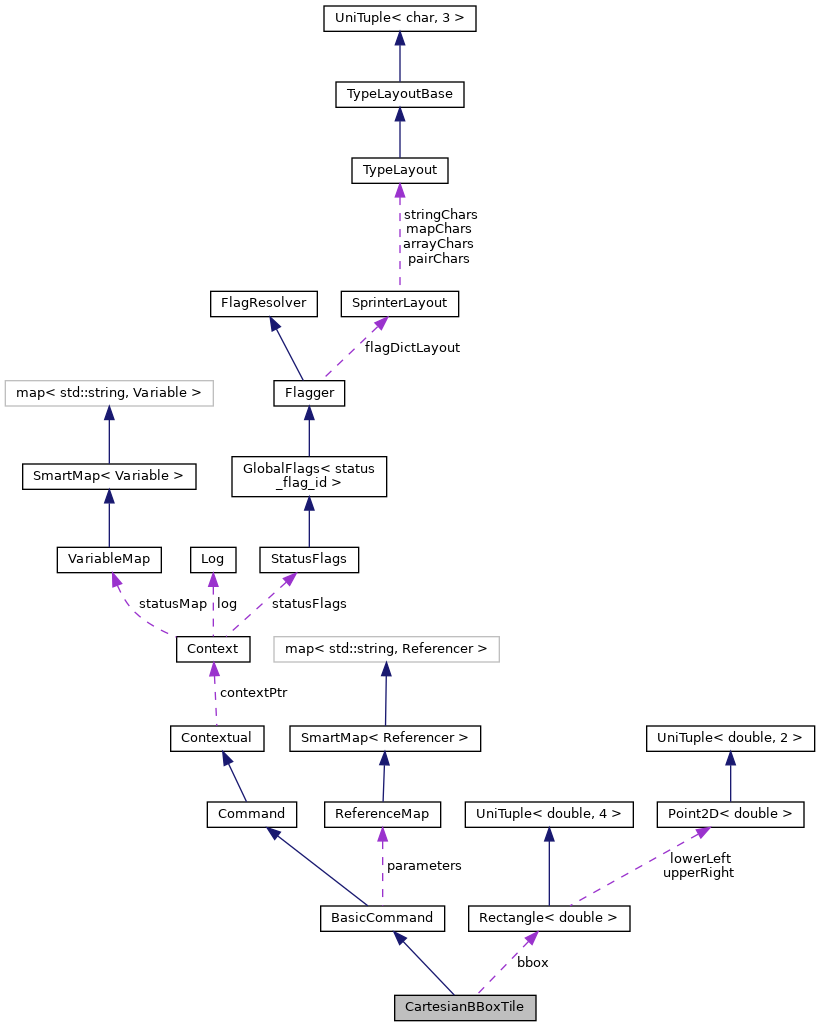 UniTuple< char, 3 >
TypeLayoutBase
TypeLayout
stringChars
mapChars
arrayChars
pairChars
FlagResolver
SprinterLayout
flagDictLayout
map< std::string, Variable >
Flagger
SmartMap< Variable >
GlobalFlags< status
_flag_id >
VariableMap
Log
StatusFlags
statusMap
log
statusFlags
Context
map< std::string, Referencer >
contextPtr
Contextual
SmartMap< Referencer >
UniTuple< double, 2 >
Command
ReferenceMap
UniTuple< double, 4 >
Point2D< double >
parameters
lowerLeft
upperRight
BasicCommand
Rectangle< double >
bbox
CartesianBBoxTile